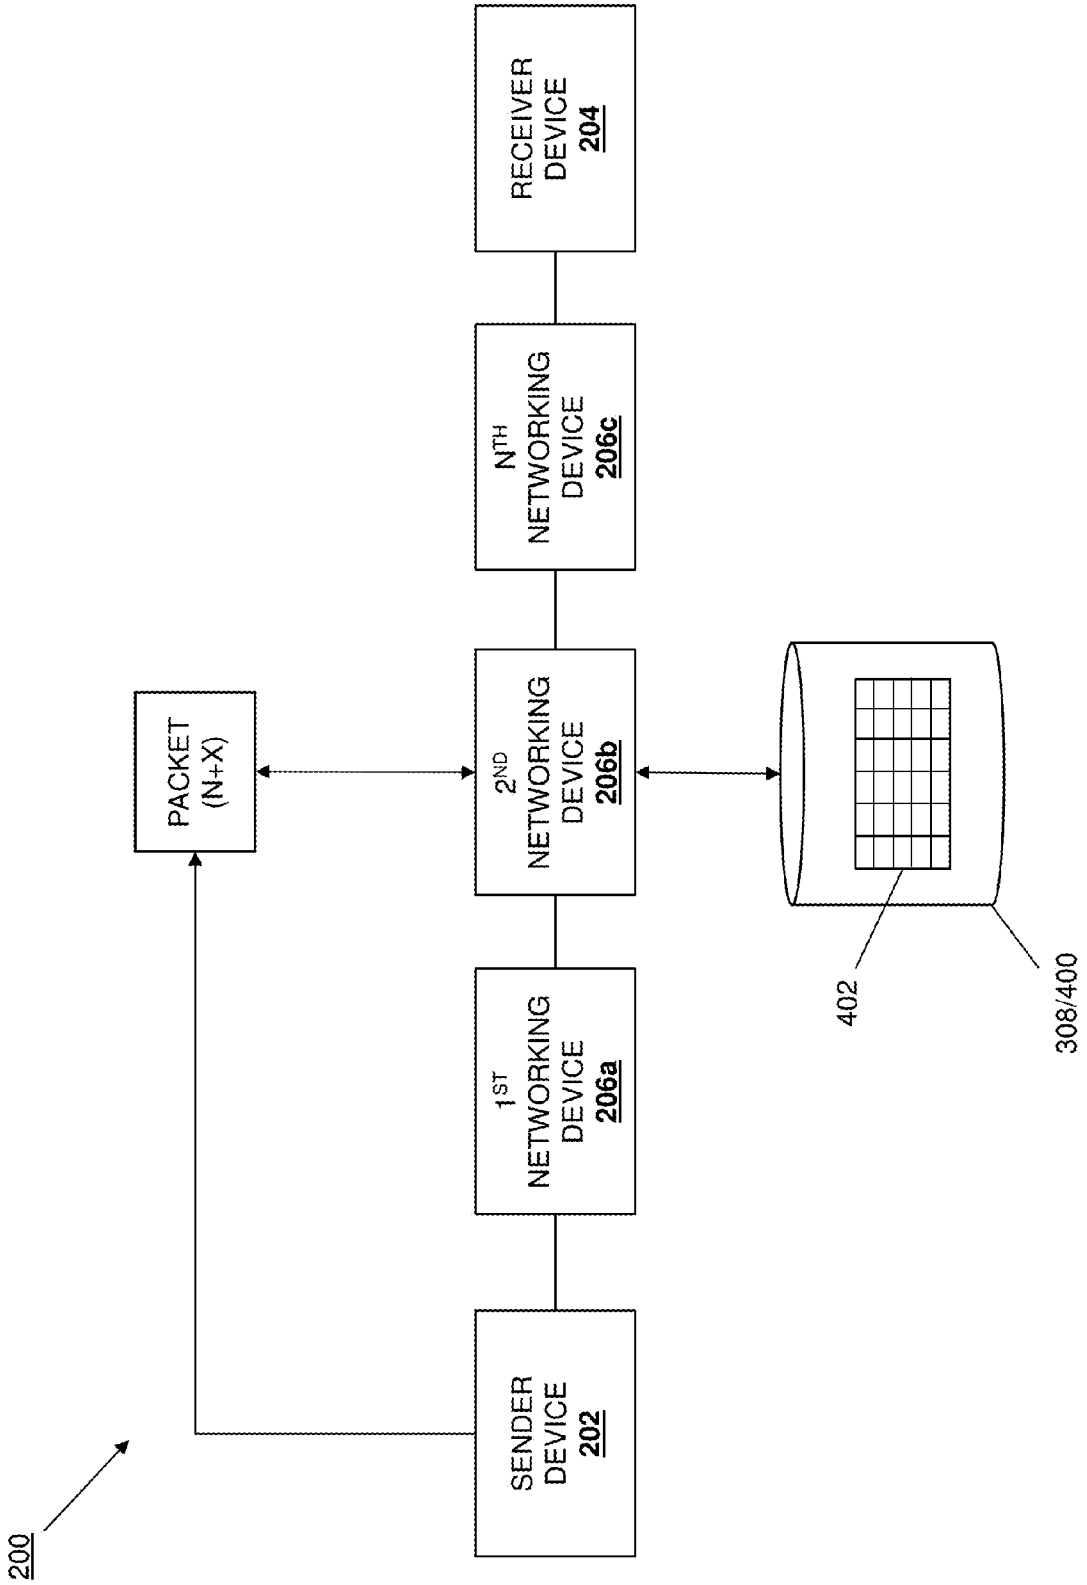 200
PACKET
(N+X)
SENDER
DEVICE
202
1ST
NETWORKING
DEVICE
206a
2ND
NETWORKING
DEVICE
206b
NTH
NETWORKING
DEVICE
206c
RECEIVER
DEVICE
204
402
308/400